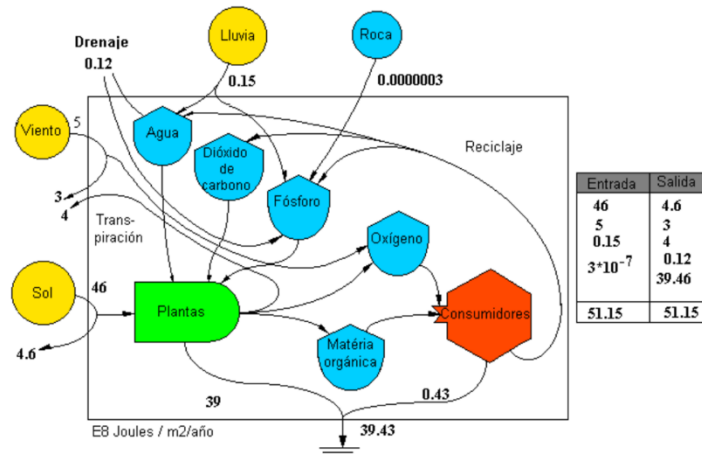 Lluvia
Roca
Drenaje
0.12
0.15
0.0000003
Viento
5
Agua
Dióxido
de
carbono
Reciclaje
Fósforo
3
4
Trans-
piración
Oxígeno
Sol
46
Plantas
Consumidores
4.6
Matéria
orgánica
39
0.43
39.43
E8 Joules / m2/año
Entrada Salida
46 4.6
5 3
0.15 4
3*10⁻⁷ 0.12
39.46
51.15 51.15